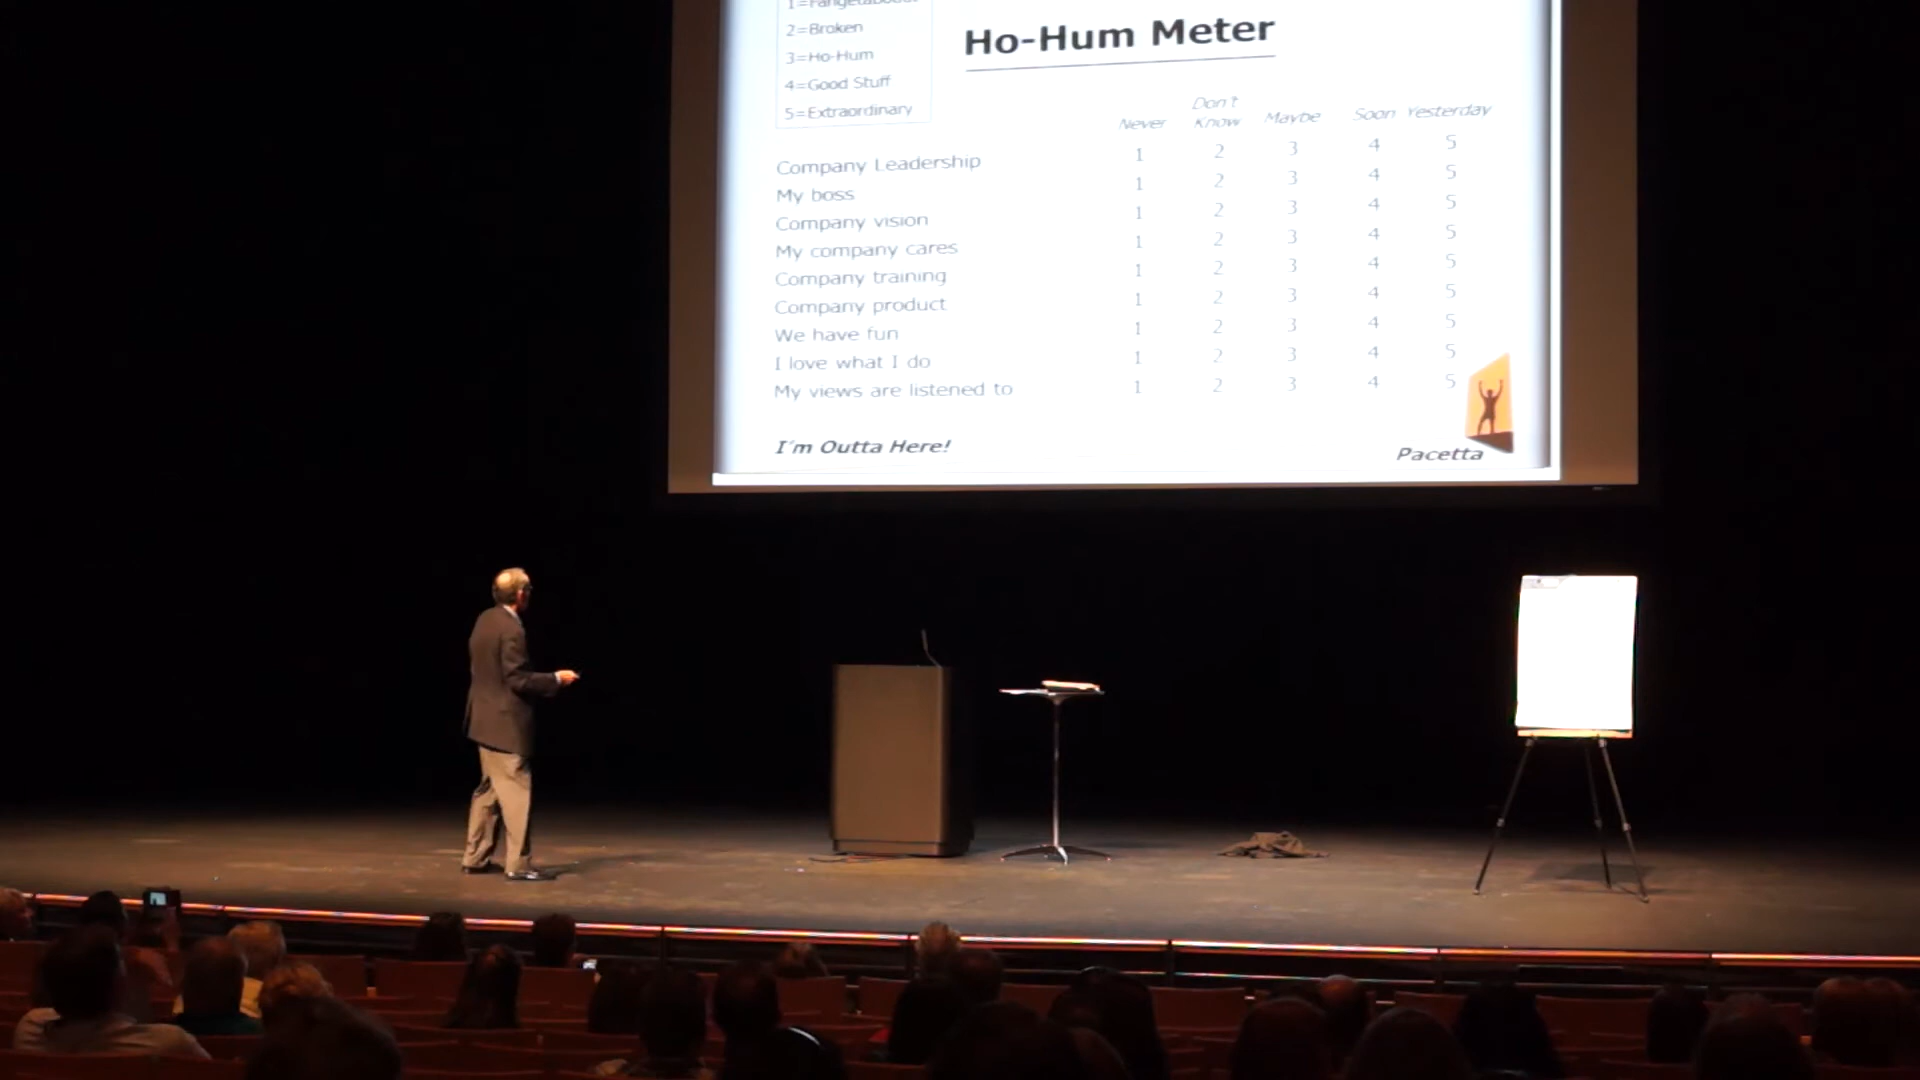 2=Broken
3=Ho-Hum
4=Good Stuff
5=Extraordinary
Ho-Hum Meter
Never Don't Know Maybe Soon Yesterday
Company Leadership 1 2 3 4 5
My boss 1 2 3 4 5
Company vision 1 2 3 4 5
My company cares 1 2 3 4 5
Company training 1 2 3 4 5
Company product 1 2 3 4 5
We have fun 1 2 3 4 5
I love what I do 1 2 3 4 5
My views are listened to 1 2 3 4 5
I'm Outta Here!
Pacetta